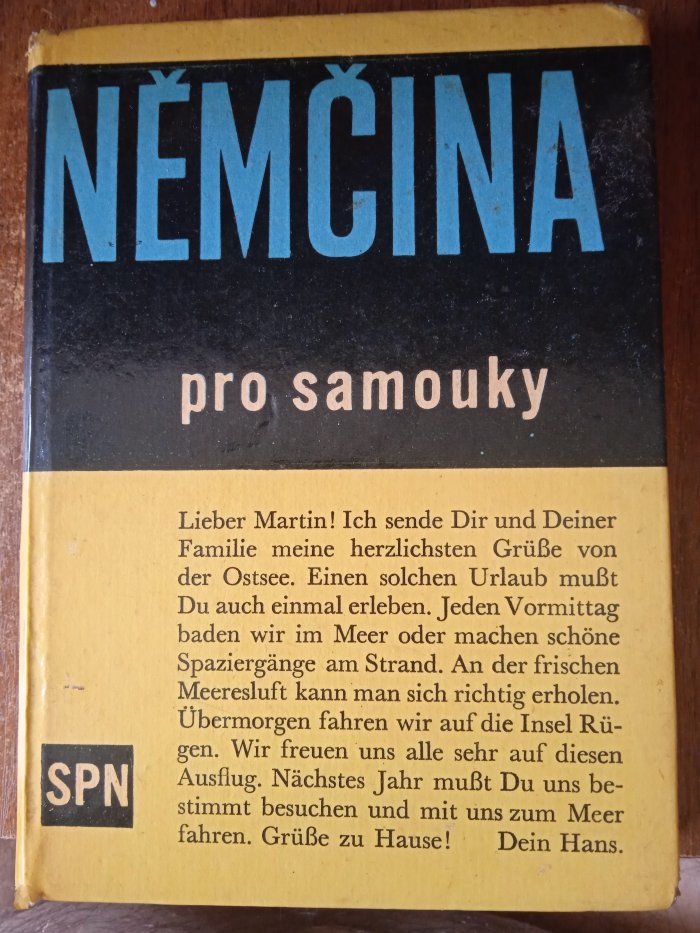 NĚMČINA
pro samouky
Lieber Martin! Ich sende Dir und Deiner
Familie meine herzlichsten Grüße von
der Ostsee. Einen solchen Urlaub mußt
Du auch einmal erleben. Jeden Vormittag
baden wir im Meer oder machen schöne
Spaziergänge am Strand. An der frischen
Meeresluft kann man sich richtig erholen.
Übermorgen fahren wir auf die Insel Rü-
gen. Wir freuen uns alle sehr auf diesen
Ausflug. Nächstes Jahr mußt Du uns be-
stimmt besuchen und mit uns zum Meer
fahren. Grüße zu Hause! Dein Hans.
SPN